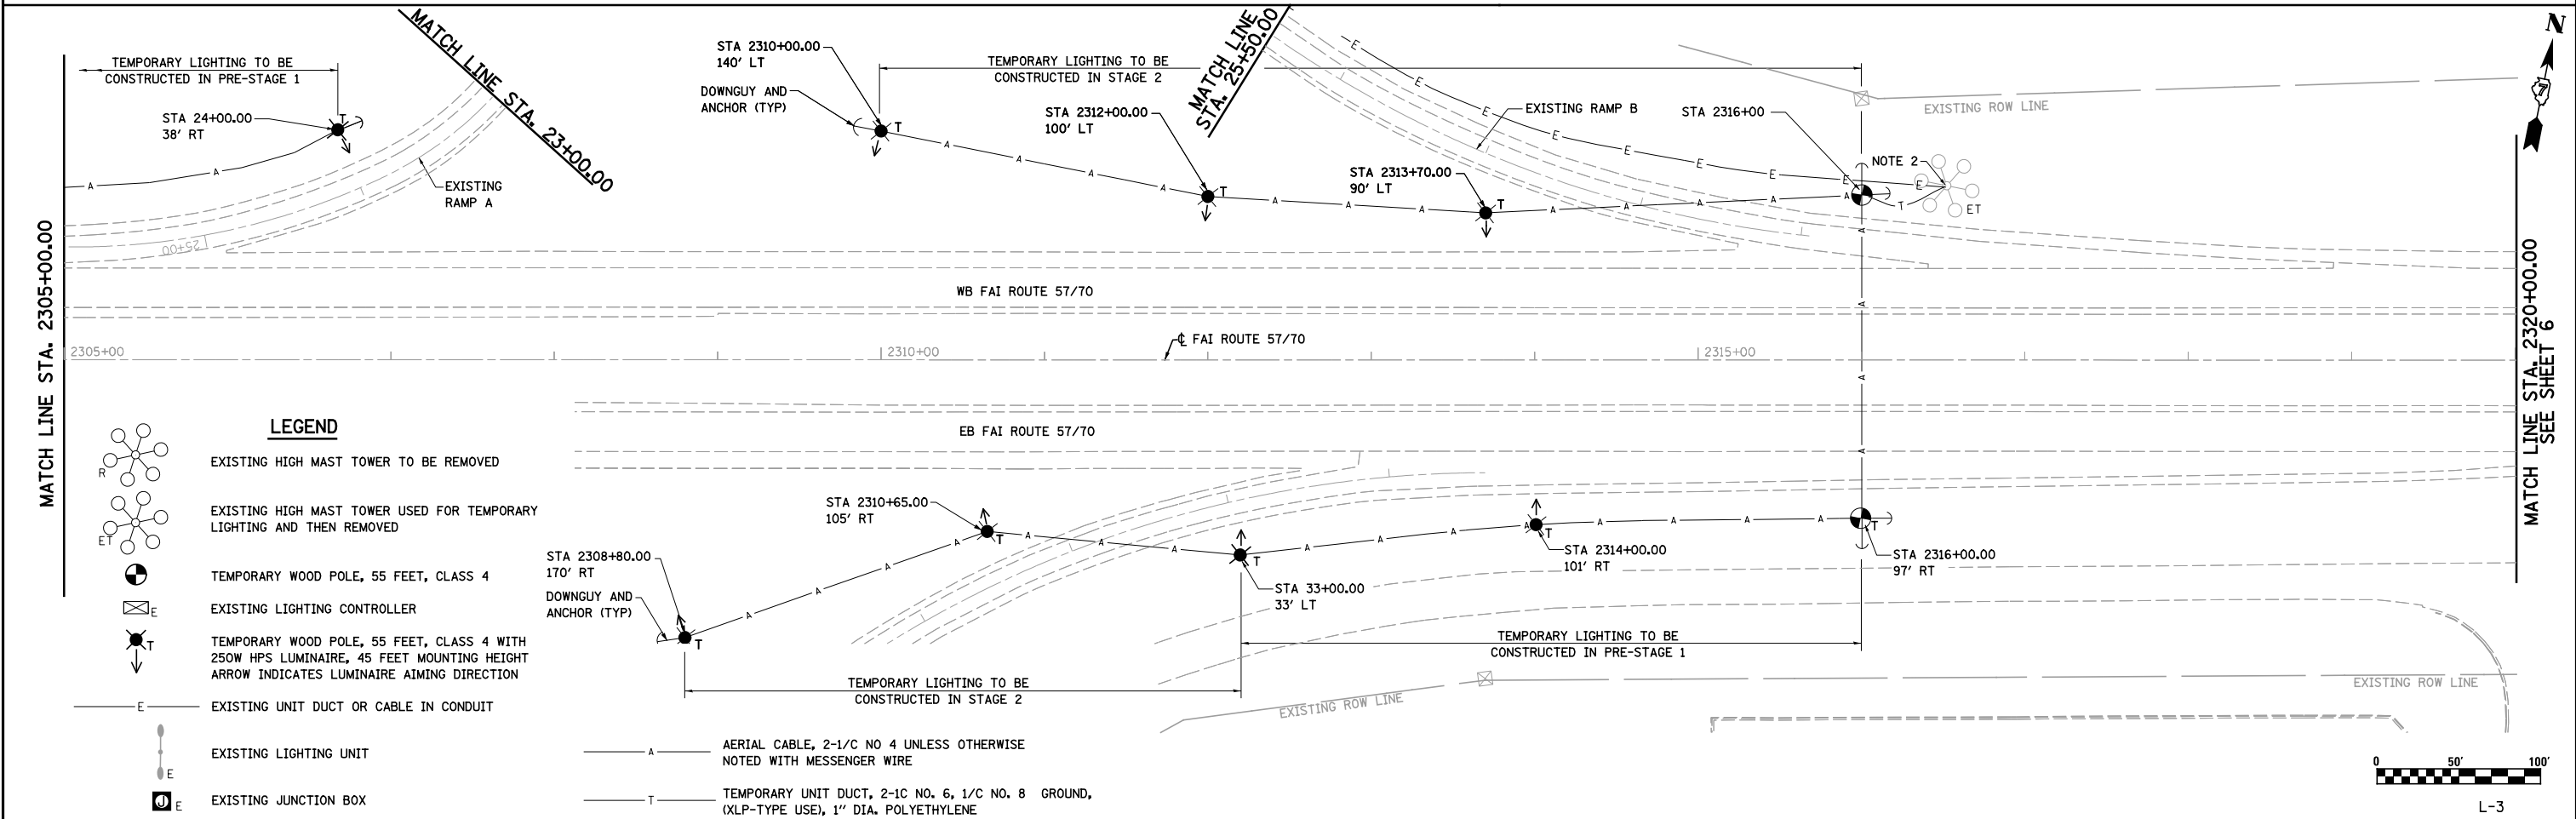 TEMPORARY LIGHTING TO BE
CONSTRUCTED IN PRE-STAGE 1
STA 24+00.00
38' RT
T
MATCH LINE STA. 23+00.00
EXISTING
RAMP A
25+00
A
A
MATCH LINE STA. 2305+00.00
STA 2310+00.00
140' LT
DOWNGUY AND
ANCHOR (TYP)
T
TEMPORARY LIGHTING TO BE
CONSTRUCTED IN STAGE 2
STA 2312+00.00
100' LT
T
A
A
A
A
MATCH LINE
STA. 25+50.00
STA 2313+70.00
90' LT
T
A
A
A
EXISTING RAMP B
E
E
E
E
E
E
E
E
E
STA 2316+00
NOTE 2
ET
T
A
A
A
A
A
EXISTING ROW LINE
N
7
WB FAI ROUTE 57/70
℄ FAI ROUTE 57/70
2305+00
2310+00
2315+00
EB FAI ROUTE 57/70
A
A
A
A
MATCH LINE STA. 2320+00.00
SEE SHEET 6
STA 2310+65.00
105' RT
T
STA 2308+80.00
170' RT
DOWNGUY AND
ANCHOR (TYP)
T
A
A
A
A
A
A
A
T
STA 33+00.00
33' LT
A
A
A
A
T
STA 2314+00.00
101' RT
A
A
A
A
T
STA 2316+00.00
97' RT
TEMPORARY LIGHTING TO BE
CONSTRUCTED IN PRE-STAGE 1
TEMPORARY LIGHTING TO BE
CONSTRUCTED IN STAGE 2
EXISTING ROW LINE
EXISTING ROW LINE
LEGEND
R
EXISTING HIGH MAST TOWER TO BE REMOVED
ET
EXISTING HIGH MAST TOWER USED FOR TEMPORARY
LIGHTING AND THEN REMOVED
TEMPORARY WOOD POLE, 55 FEET, CLASS 4
E
EXISTING LIGHTING CONTROLLER
T
TEMPORARY WOOD POLE, 55 FEET, CLASS 4 WITH
250W HPS LUMINAIRE, 45 FEET MOUNTING HEIGHT
ARROW INDICATES LUMINAIRE AIMING DIRECTION
E
EXISTING UNIT DUCT OR CABLE IN CONDUIT
E
EXISTING LIGHTING UNIT
J E
EXISTING JUNCTION BOX
A
AERIAL CABLE, 2-1/C NO 4 UNLESS OTHERWISE
NOTED WITH MESSENGER WIRE
T
TEMPORARY UNIT DUCT, 2-1C NO. 6, 1/C NO. 8 GROUND,
(XLP-TYPE USE), 1" DIA. POLYETHYLENE
0 50' 100'
L-3